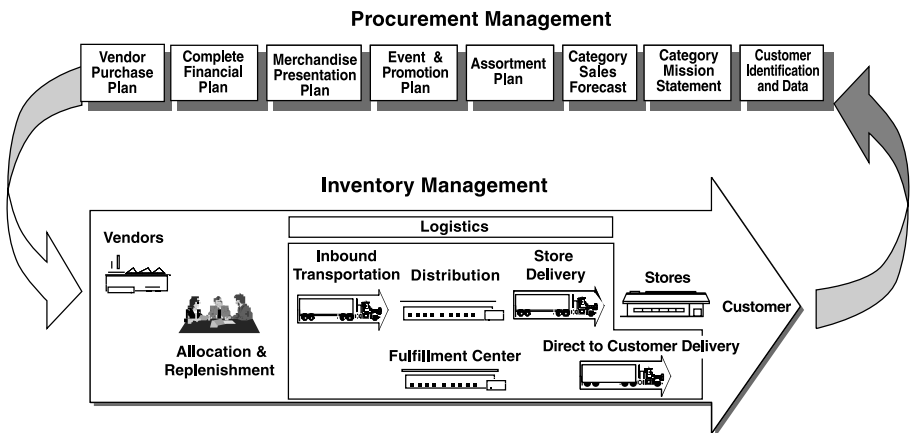 Procurement Management
Vendor
Purchase
Plan
Complete
Financial
Plan
Merchandise
Presentation
Plan
Event &
Promotion
Plan
Assortment
Plan
Category
Sales
Forecast
Category
Mission
Statement
Customer
Identification
and Data
Inventory Management
Logistics
Vendors
Allocation &
Replenishment
Inbound
Transportation
Distribution
Store
Delivery
Stores
Customer
Fulfillment Center
Direct to Customer Delivery